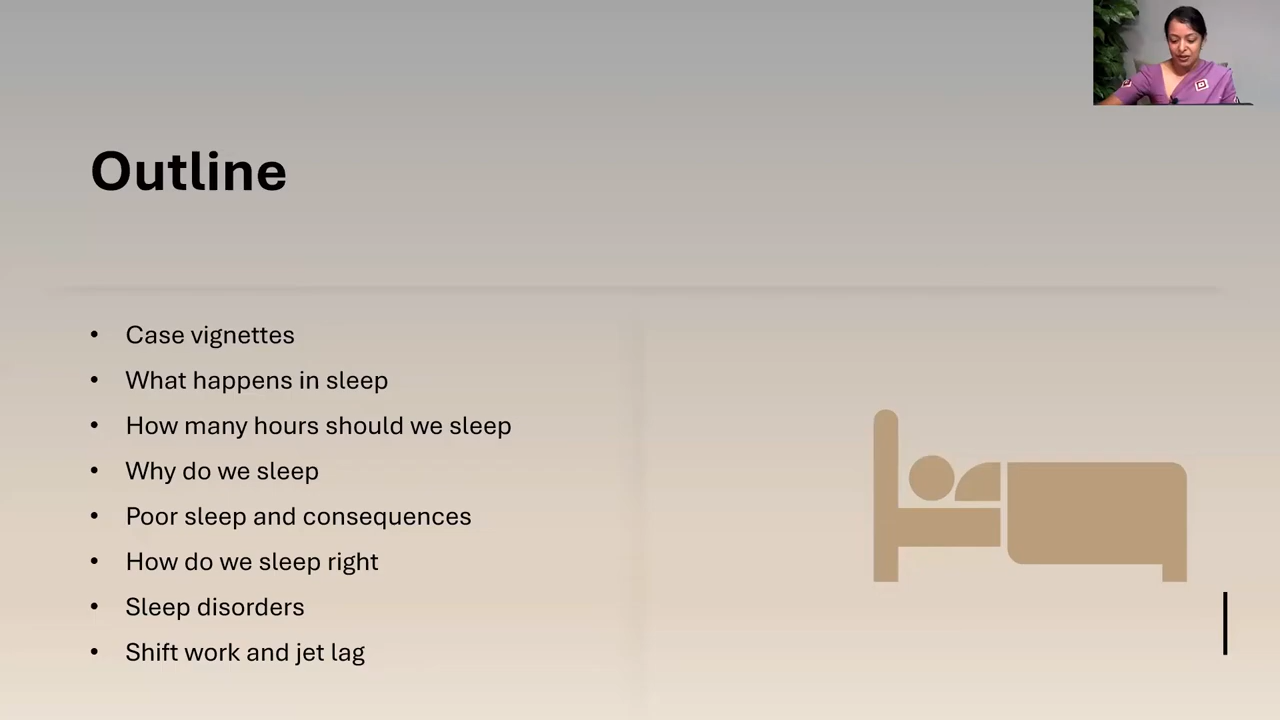 Outline
• Case vignettes
• What happens in sleep
• How many hours should we sleep
• Why do we sleep
• Poor sleep and consequences
• How do we sleep right
• Sleep disorders
• Shift work and jet lag